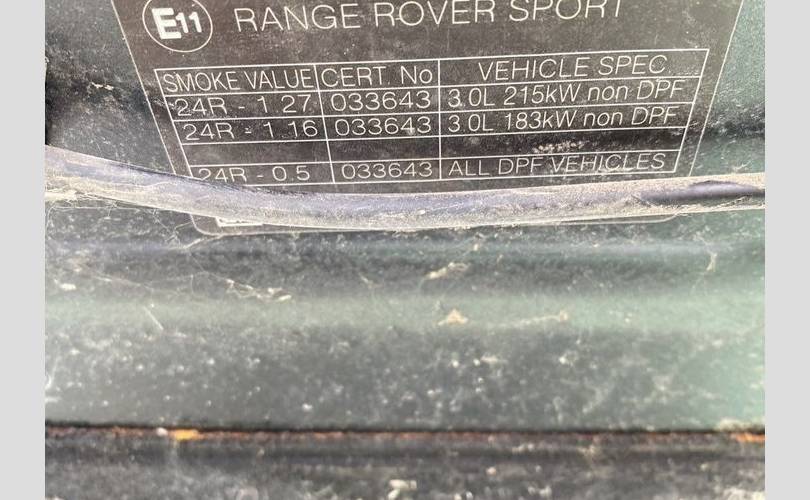 E11 RANGE ROVER SPORT
SMOKE VALUE CERT. No VEHICLE SPEC
24R - 1.27 033643 3.0L 215kW non DPF
24R - 1.16 033643 3.0L 183kW non DPF
24R - 0.5 033643 ALL DPF VEHICLES